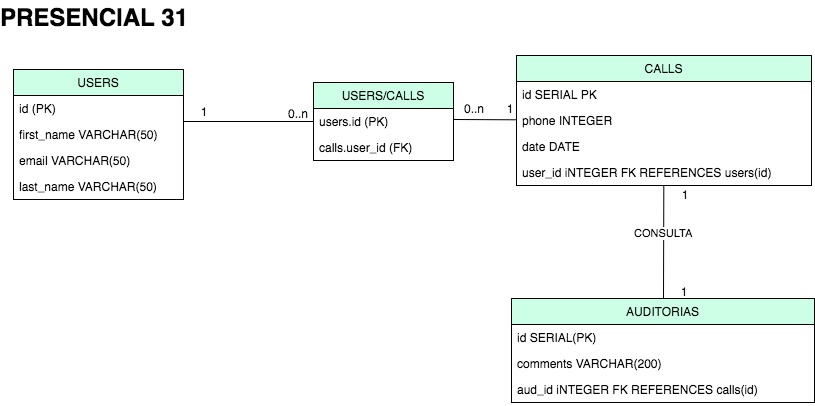 PRESENCIAL 31
USERS
id (PK)
first_name VARCHAR(50)
email VARCHAR(50)
last_name VARCHAR(50)
1
0..n
USERS/CALLS
users.id (PK)
calls.user_id (FK)
0..n
1
CALLS
id SERIAL PK
phone INTEGER
date DATE
user_id iNTEGER FK REFERENCES users(id)
1
CONSULTA
1
AUDITORIAS
id SERIAL(PK)
comments VARCHAR(200)
aud_id iNTEGER FK REFERENCES calls(id)